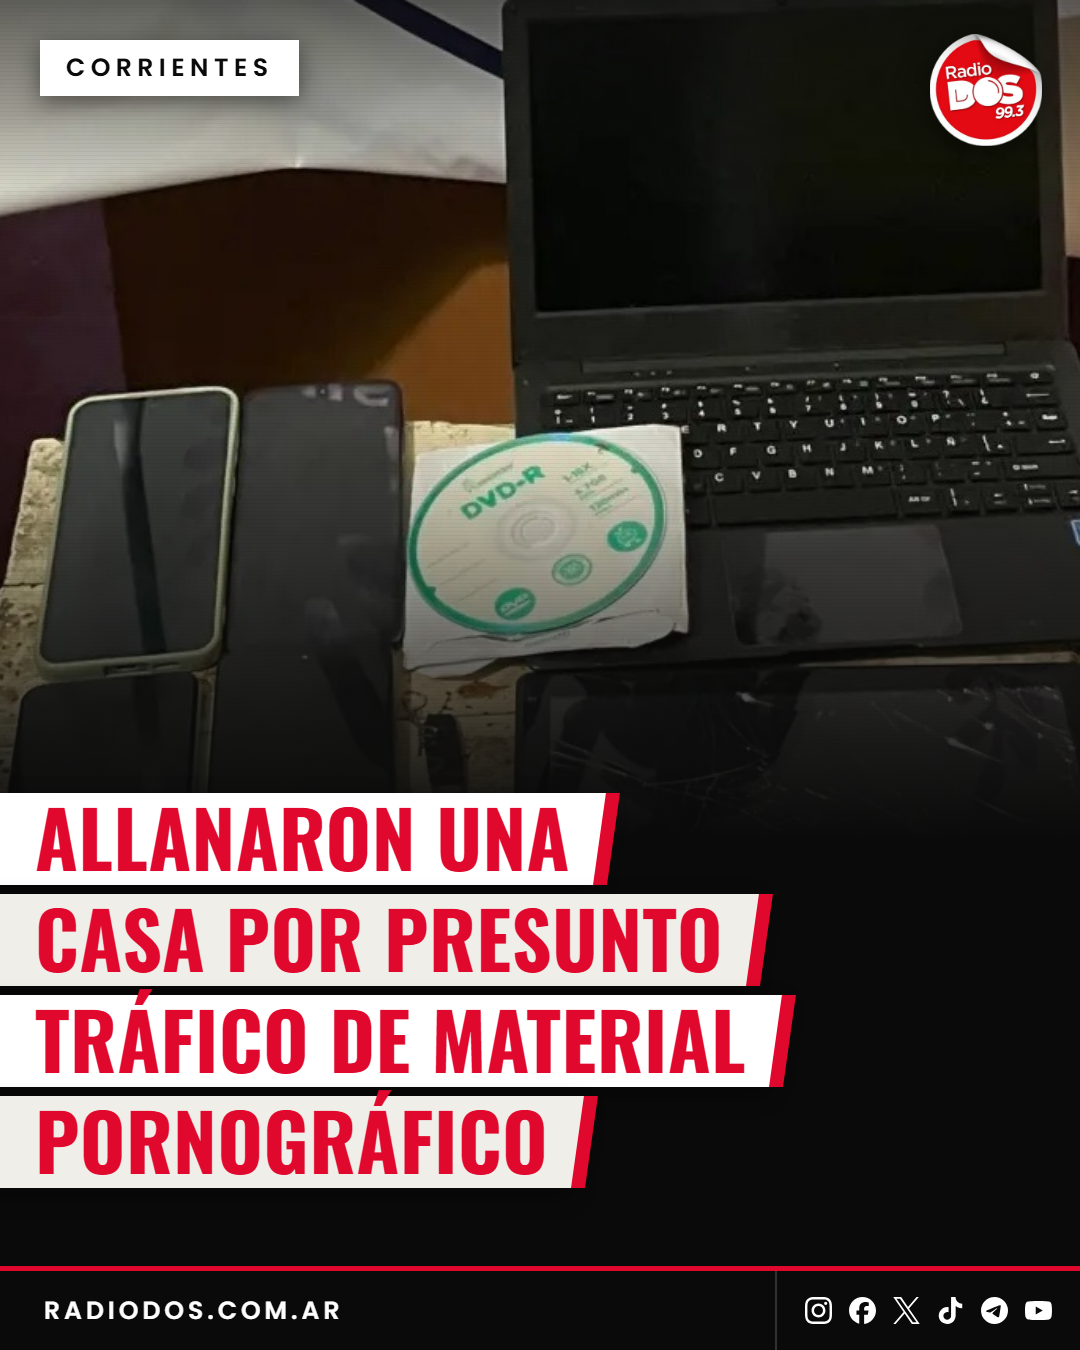 CORRIENTES
Radio
DOS
99.3
DVD-R
ALLANARON UNA
CASA POR PRESUNTO
TRÁFICO DE MATERIAL
PORNOGRÁFICO
RADIODOS.COM.AR